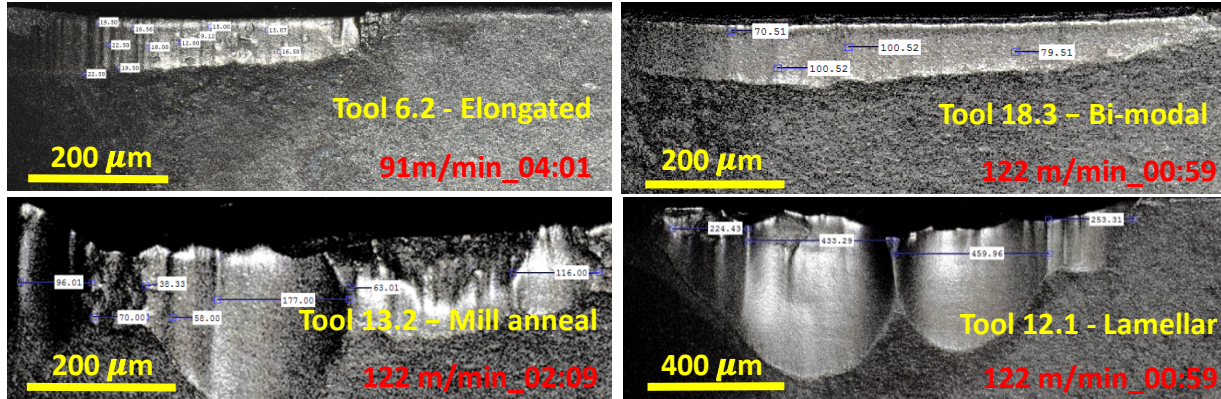 19.50
16.56
15.00
9.12
15.07
22.50
18.00
12.00
16.50
19.50
22.50
Tool 6.2 - Elongated
200 µm
91m/min_04:01
70.51
100.52
79.51
100.52
Tool 18.3 – Bi-modal
200 µm
122 m/min_00:59
96.01
38.33
177.00
63.01
116.00
70.00
58.00
Tool 13.2 – Mill anneal
200 µm
122 m/min_02:09
224.43
433.29
253.31
459.96
Tool 12.1 - Lamellar
400 µm
122 m/min_00:59